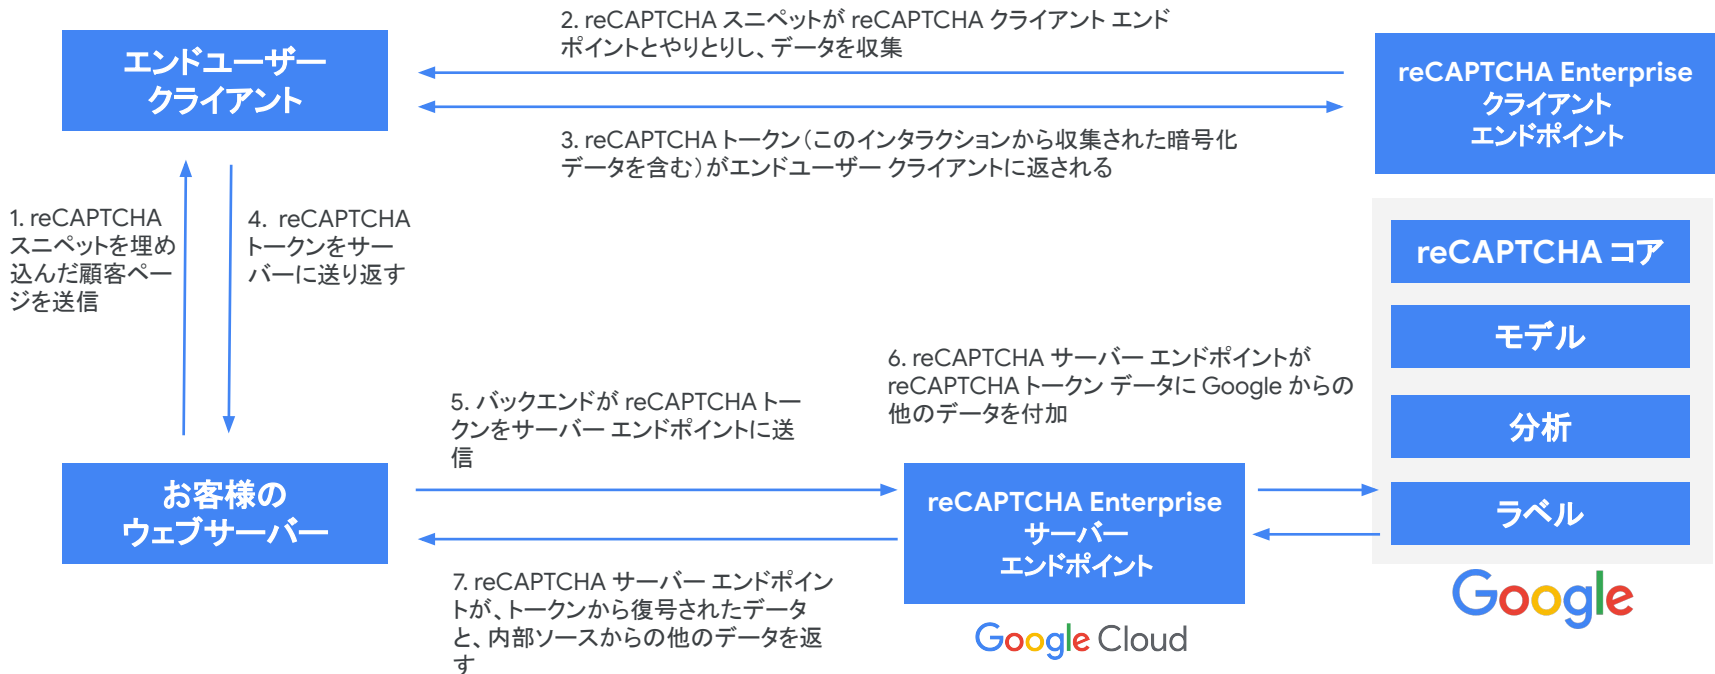 2. reCAPTCHA スニペットが reCAPTCHA クライアント エンド
ポイントとやりとりし、データを収集
エンドユーザー
クライアント
reCAPTCHA Enterprise
クライアント
エンドポイント
3. reCAPTCHA トークン（このインタラクションから収集された暗号化
データを含む）がエンドユーザー クライアントに返される
1. reCAPTCHA
スニペットを埋め
込んだ顧客ペー
ジを送信
4. reCAPTCHA
トークンをサー
バーに送り返す
reCAPTCHA コア
モデル
分析
ラベル
Google
5. バックエンドが reCAPTCHA トー
クンをサーバー エンドポイントに送
信
6. reCAPTCHA サーバー エンドポイントが
reCAPTCHA トークン データに Google からの
他のデータを付加
お客様の
ウェブサーバー
reCAPTCHA Enterprise
サーバー
エンドポイント
Google Cloud
7. reCAPTCHA サーバー エンドポイン
トが、トークンから復号されたデータ
と、内部ソースからの他のデータを返
す